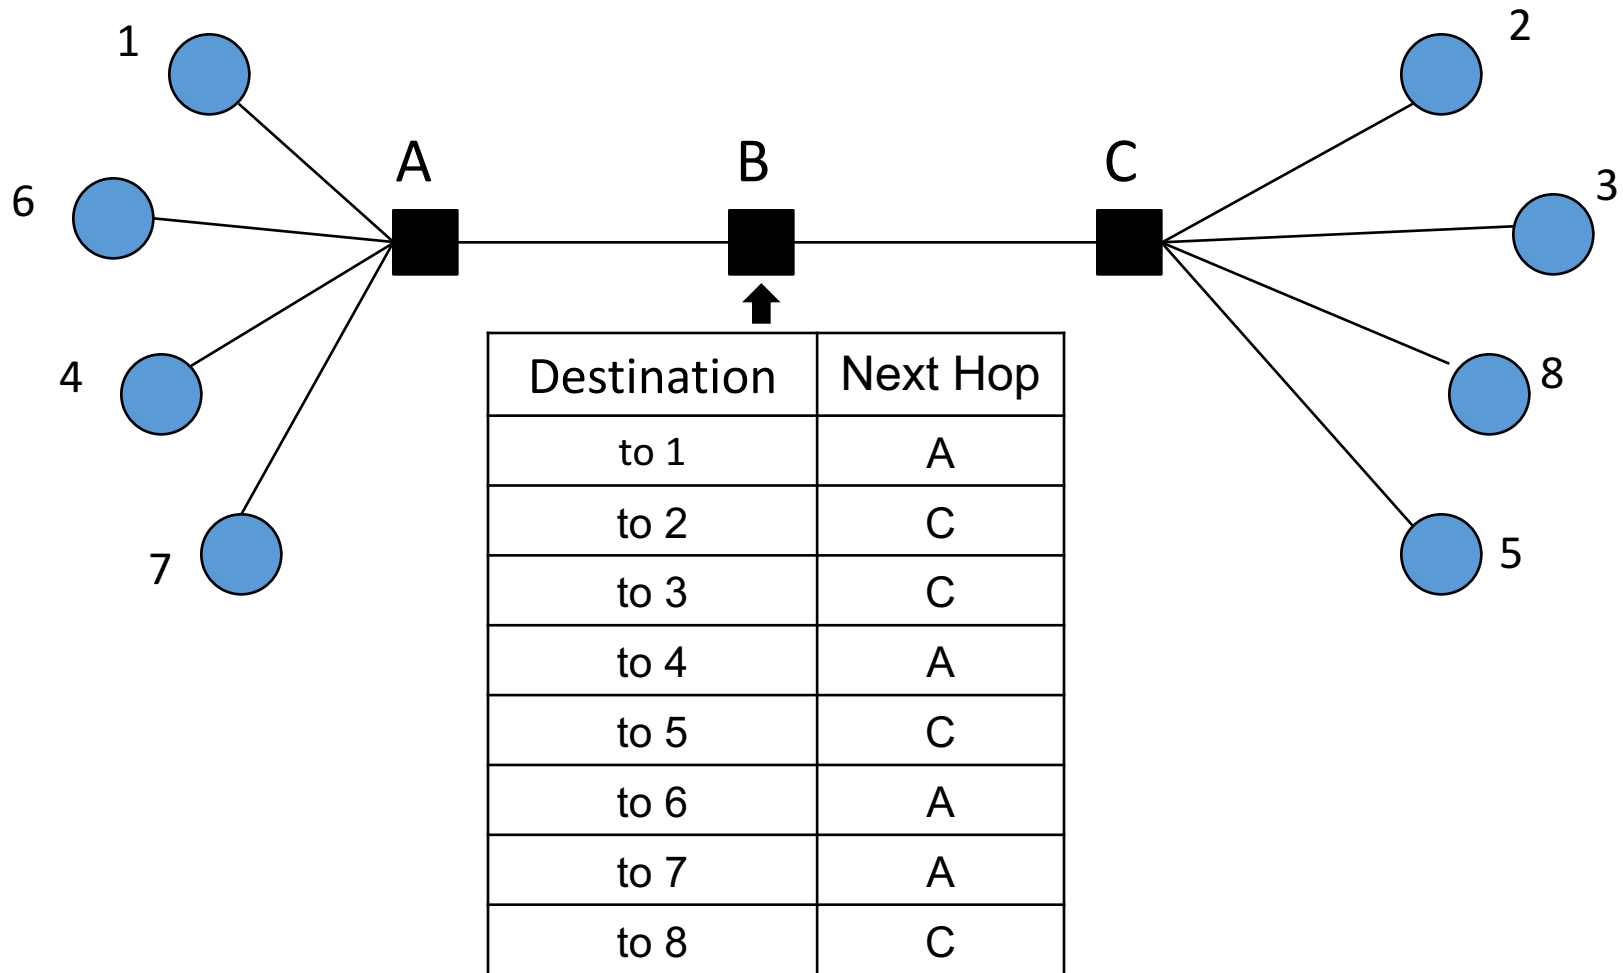 1
2
A
B
C
6
3
4
8
7
5
Destination Next Hop
to 1 A
to 2 C
to 3 C
to 4 A
to 5 C
to 6 A
to 7 A
to 8 C